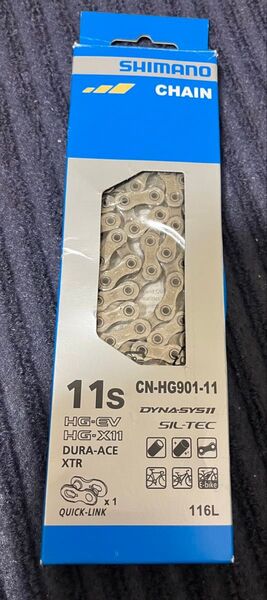 SHIMANO
CHAIN
11s
CN-HG901-11
HG-EV
HG-X11
DURA-ACE
XTR
DYNA-SYS11
SIL-TEC
x 1
QUICK-LINK
E-bike
116L